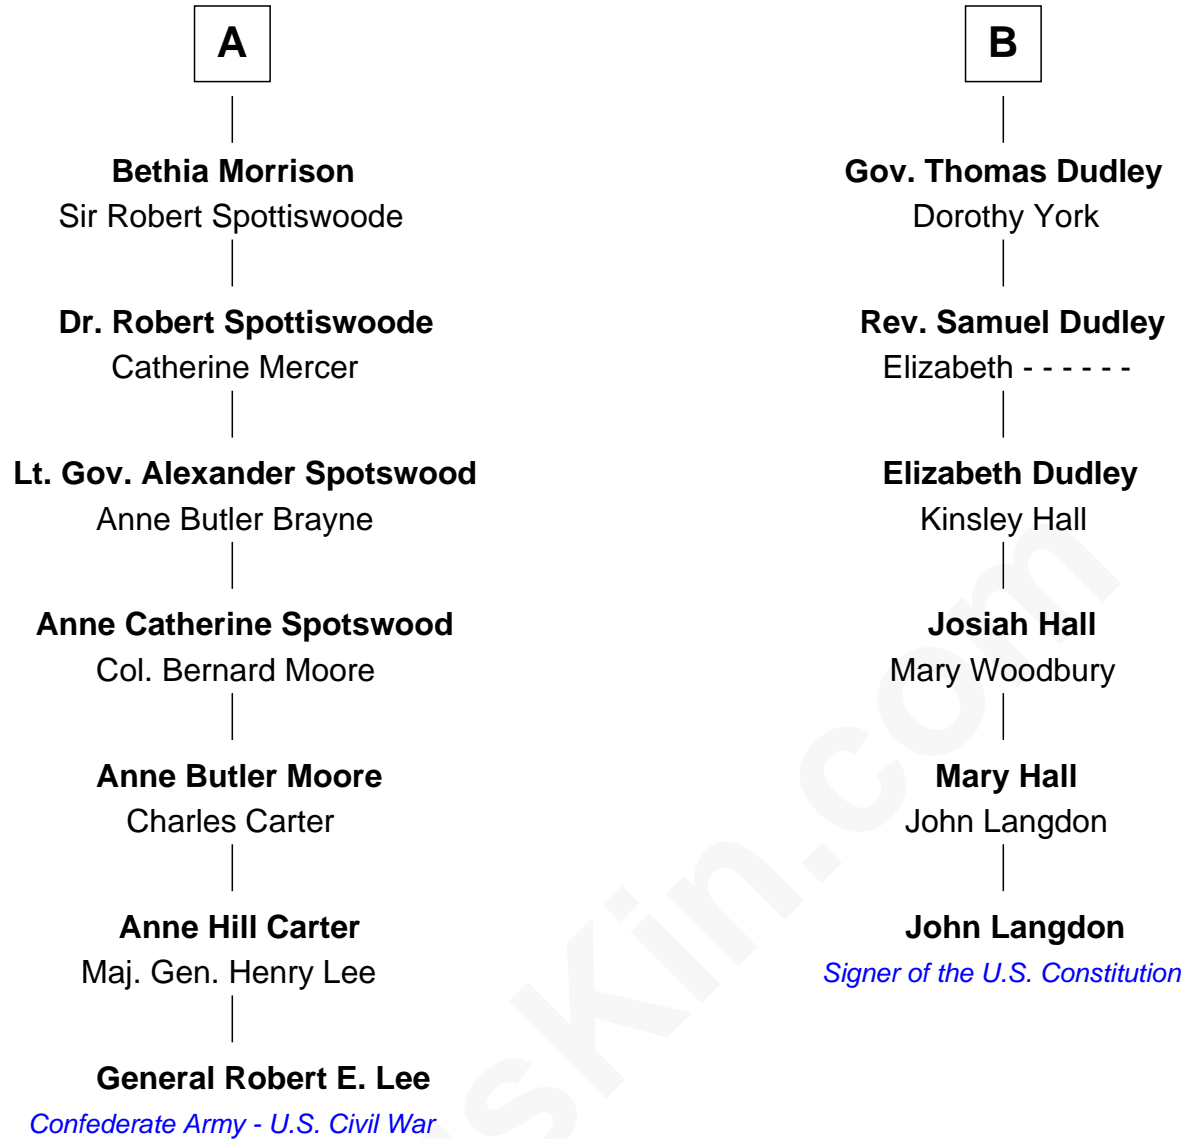 A
Bethia Morrison
Sir Robert Spottiswoode
Dr. Robert Spottiswoode
Catherine Mercer
Lt. Gov. Alexander Spotswood
Anne Butler Brayne
Anne Catherine Spotswood
Col. Bernard Moore
Anne Butler Moore
Charles Carter
Anne Hill Carter
Maj. Gen. Henry Lee
General Robert E. Lee
Confederate Army - U.S. Civil War
B
Gov. Thomas Dudley
Dorothy York
Rev. Samuel Dudley
Elizabeth - - - - - -
Elizabeth Dudley
Kinsley Hall
Josiah Hall
Mary Woodbury
Mary Hall
John Langdon
John Langdon
Signer of the U.S. Constitution